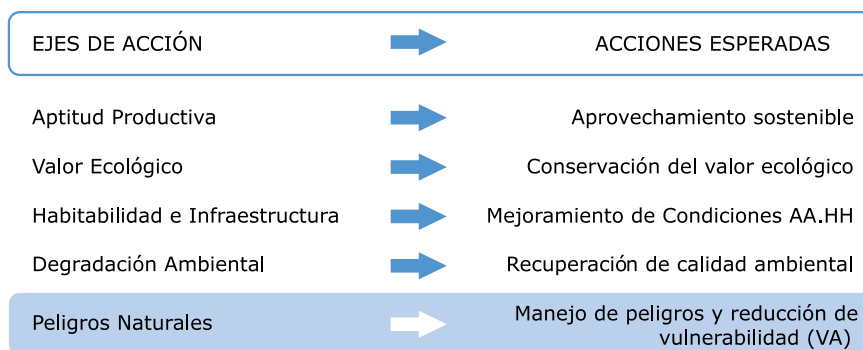 EJES DE ACCIÓN ACCIONES ESPERADAS
Aptitud Productiva Aprovechamiento sostenible
Valor Ecológico Conservación del valor ecológico
Habitabilidad e Infraestructura Mejoramiento de Condiciones AA.HH
Degradación Ambiental Recuperación de calidad ambiental
Peligros Naturales Manejo de peligros y reducción de
vulnerabilidad (VA)